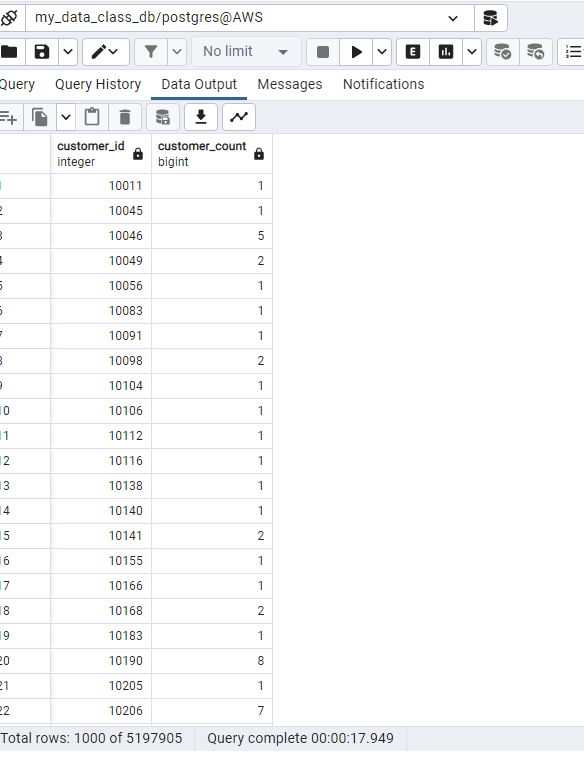 my_data_class_db/postgres@AWS
No limit
E
Query Query History Data Output Messages Notifications
customer_id customer_count
integer bigint
1 10011 1
2 10045 1
3 10046 5
4 10049 2
5 10056 1
6 10083 1
7 10091 1
8 10098 2
9 10104 1
10 10106 1
11 10112 1
12 10116 1
13 10138 1
14 10140 1
15 10141 2
16 10155 1
17 10166 1
18 10168 2
19 10183 1
20 10190 8
21 10205 1
22 10206 7
Total rows: 1000 of 5197905 Query complete 00:00:17.949